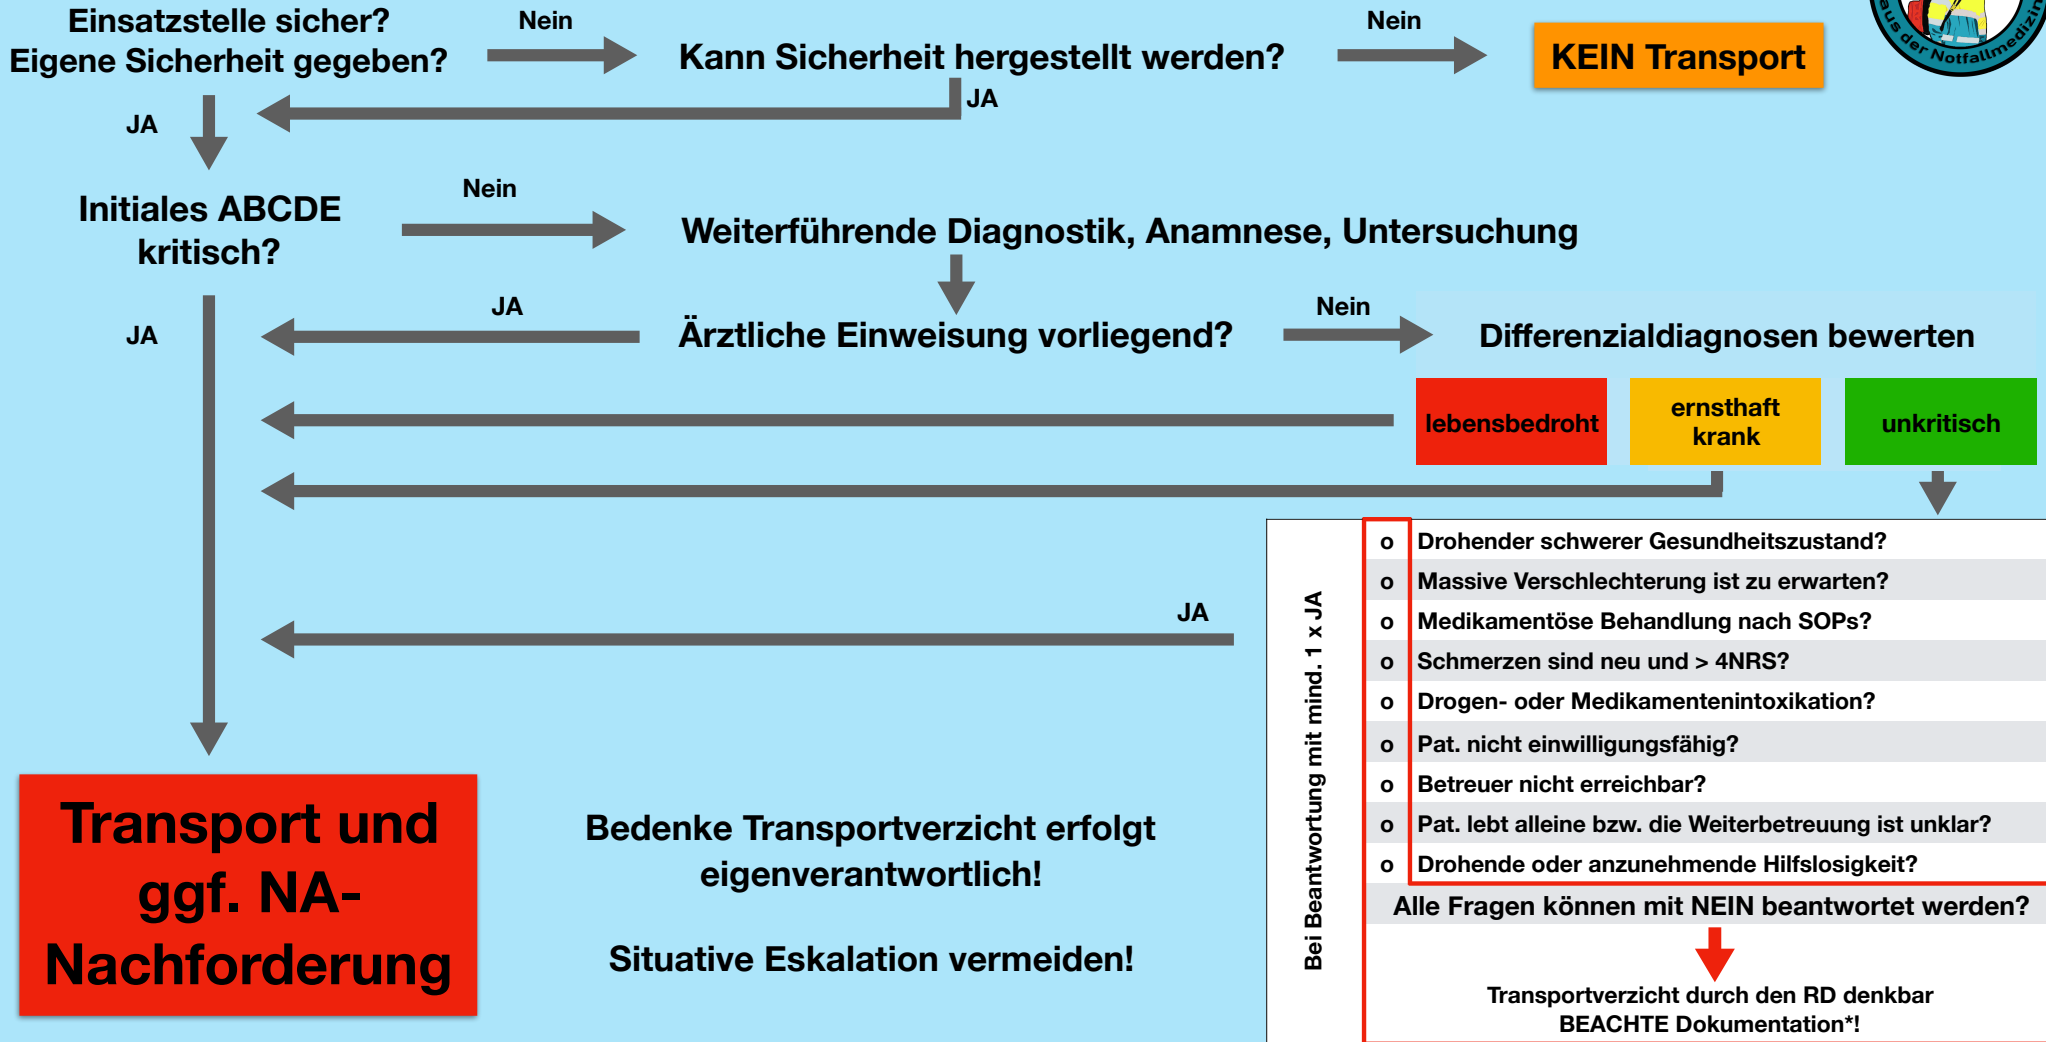 Einsatzstelle sicher?
Eigene Sicherheit gegeben?
Nein
Kann Sicherheit hergestellt werden?
Nein
KEIN Transport
aus der Notfallmedizin
JA
JA
Initiales ABCDE
kritisch?
Nein
Weiterführende Diagnostik, Anamnese, Untersuchung
JA
JA
Ärztliche Einweisung vorliegend?
Nein
Differenzialdiagnosen bewerten
lebensbedroht
ernsthaft
krank
unkritisch
JA
Bei Beantwortung mit mind. 1 x JA
o Drohender schwerer Gesundheitszustand?
o Massive Verschlechterung ist zu erwarten?
o Medikamentöse Behandlung nach SOPs?
o Schmerzen sind neu und > 4NRS?
o Drogen- oder Medikamentenintoxikation?
o Pat. nicht einwilligungsfähig?
o Betreuer nicht erreichbar?
o Pat. lebt alleine bzw. die Weiterbetreuung ist unklar?
o Drohende oder anzunehmende Hilfslosigkeit?
Alle Fragen können mit NEIN beantwortet werden?
Transportverzicht durch den RD denkbar
BEACHTE Dokumentation*!
Transport und
ggf. NA-
Nachforderung
Bedenke Transportverzicht erfolgt
eigenverantwortlich!
Situative Eskalation vermeiden!